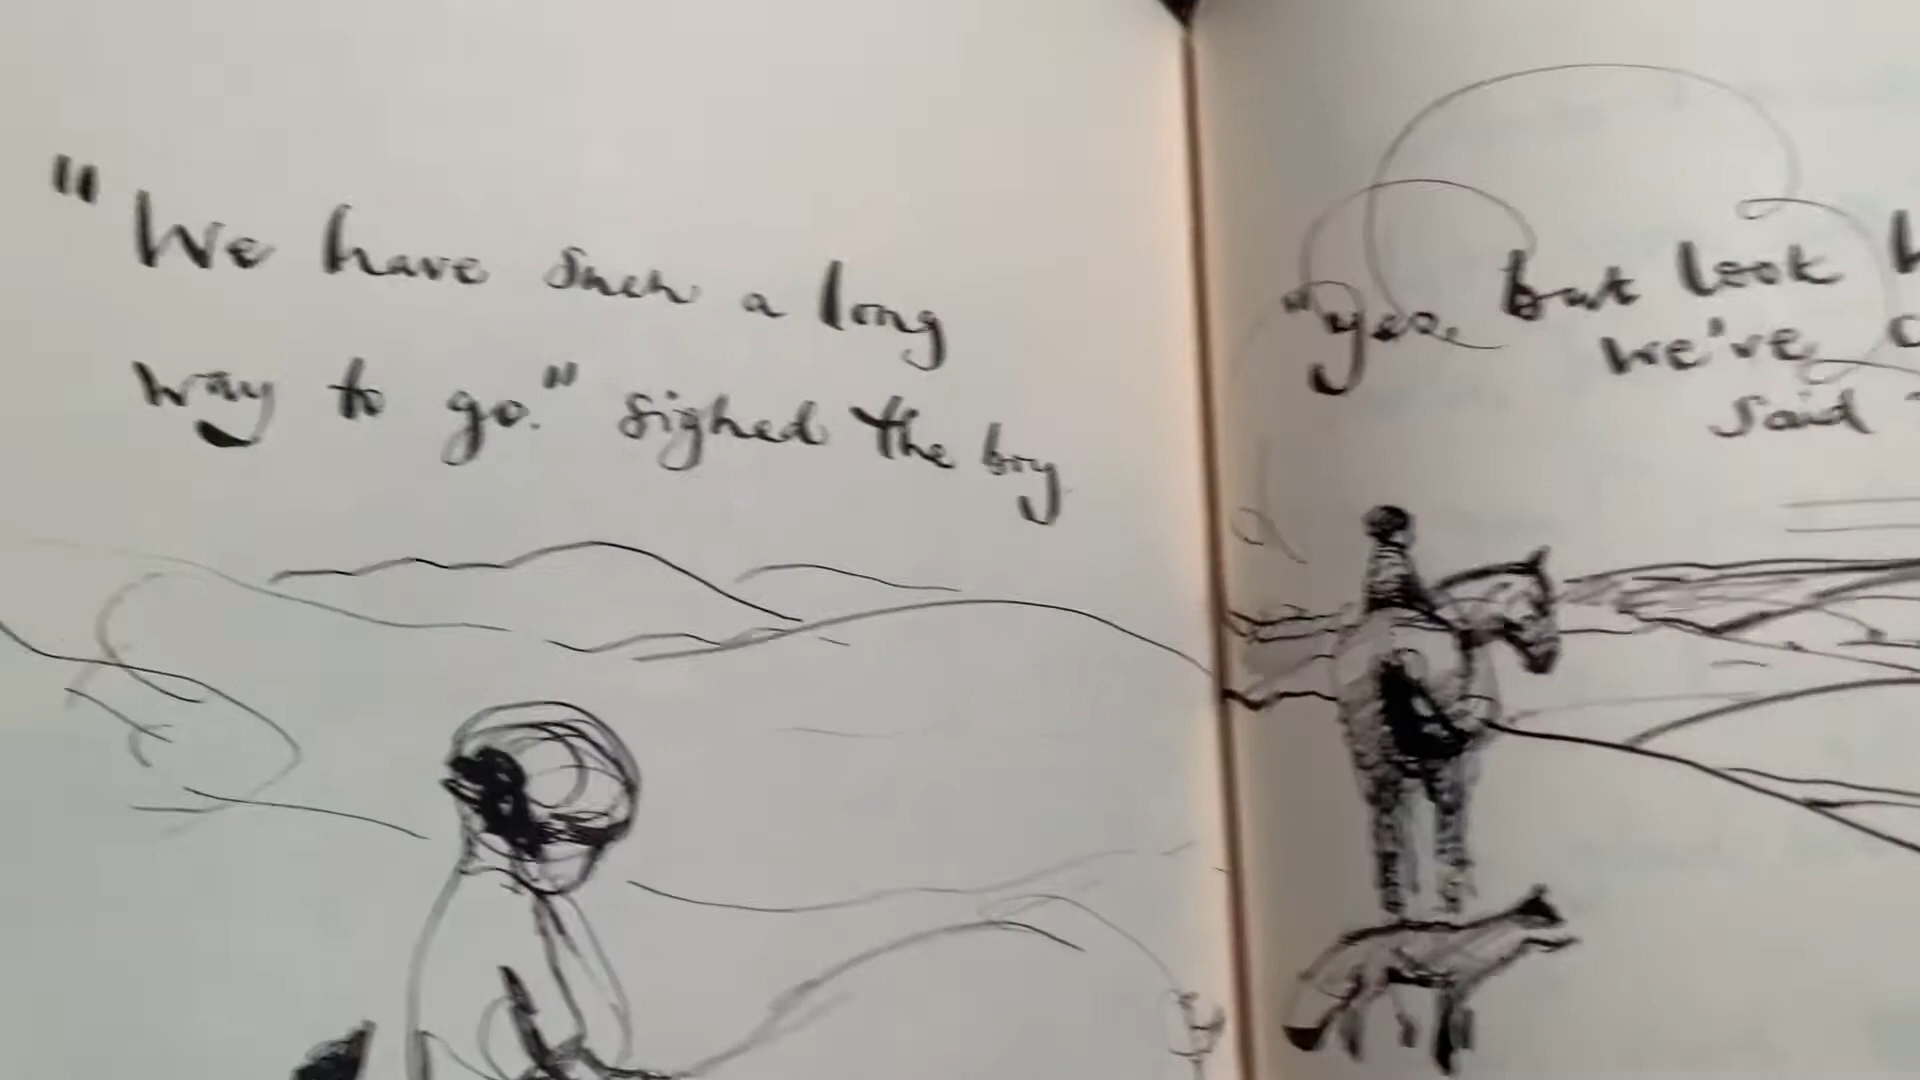 "We have such a long
way to go." sighed the boy
"Yes, but look
we've
said